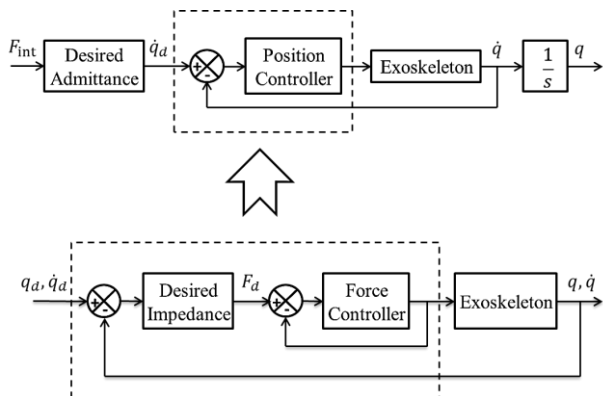 F_int
Desired
Admittance
q̇_d
+
-
Position
Controller
Exoskeleton
q̇
1
s
q
q_d, q̇_d
+
-
Desired
Impedance
F_d
+
-
Force
Controller
Exoskeleton
q, q̇